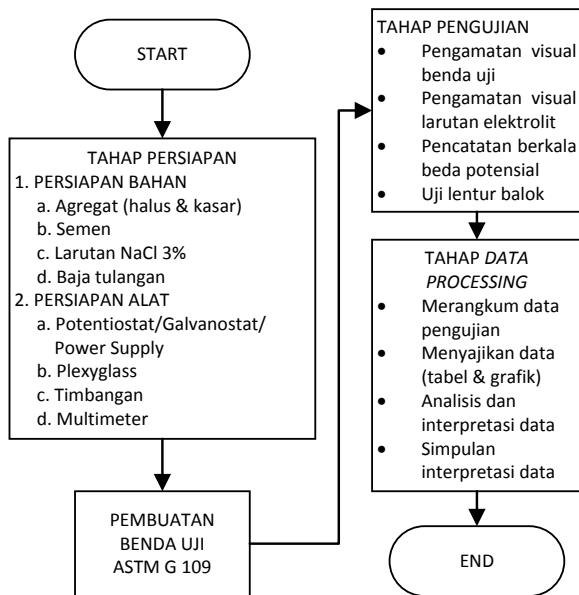 START
TAHAP PERSIAPAN
1. PERSIAPAN BAHAN
a. Agregat (halus & kasar)
b. Semen
c. Larutan NaCl 3%
d. Baja tulangan
2. PERSIAPAN ALAT
a. Potentiostat/Galvanostat/
Power Supply
b. Plexyglass
c. Timbangan
d. Multimeter
PEMBUATAN
BENDA UJI
ASTM G 109
TAHAP PENGUJIAN
• Pengamatan visual
benda uji
• Pengamatan visual
larutan elektrolit
• Pencatatan berkala
beda potensial
• Uji lentur balok
TAHAP DATA
PROCESSING
• Merangkum data
pengujian
• Menyajikan data
(tabel & grafik)
• Analisis dan
interpretasi data
• Simpulan
interpretasi data
END